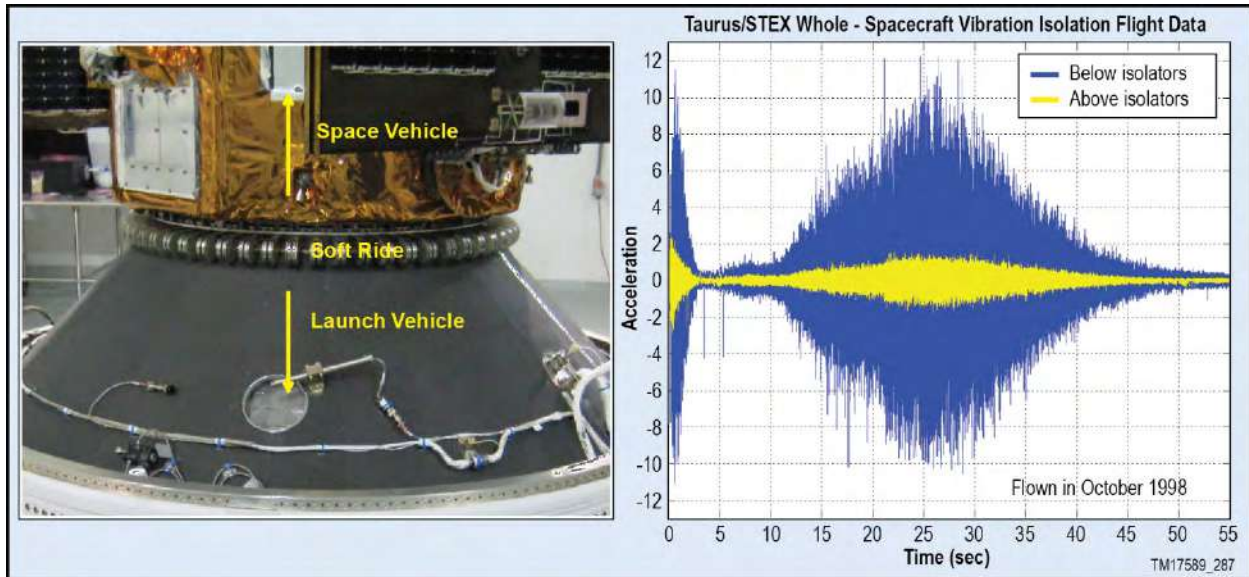 Space Vehicle
Soft Ride
Launch Vehicle
Taurus/STEX Whole - Spacecraft Vibration Isolation Flight Data
Below isolators
Above isolators
12
10
8
6
4
2
0
-2
-4
-6
-8
-10
-12
Acceleration
Flown in October 1998
0 5 10 15 20 25 30 35 40 45 50 55
Time (sec)
TM17589_287